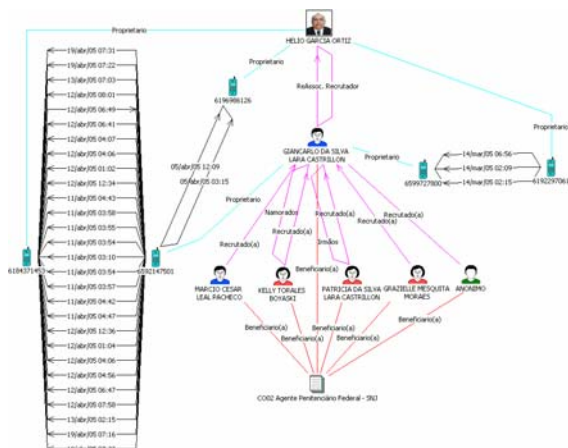 HELIO GARCIA ORTIZ
Proprietario
Proprietario
6196986126
ReAssoc. Recrutador
19/abr/05 07:31
19/abr/05 07:22
13/abr/05 07:03
12/abr/05 08:01
12/abr/05 06:49
12/abr/05 06:41
12/abr/05 04:07
12/abr/05 04:06
12/abr/05 01:02
12/abr/05 12:34
11/abr/05 04:43
11/abr/05 03:58
11/abr/05 03:55
11/abr/05 03:54
11/abr/05 03:10
11/abr/05 03:54
11/abr/05 03:57
11/abr/05 04:42
11/abr/05 04:47
12/abr/05 12:36
12/abr/05 01:04
12/abr/05 04:06
12/abr/05 04:56
12/abr/05 06:47
12/abr/05 07:58
13/abr/05 02:15
19/abr/05 07:16
6184371453
6592147501
05/abr/05 12:09
05/abr/05 03:15
GIANCARLO DA SILVA
LARA CASTRILLON
Proprietario
Proprietario
Proprietario
6599727800
14/mar/05 06:56
14/mar/05 02:09
14/mar/05 02:15
6192297061
Recrutado(a)
Namorados
Recrutado(a)
Recrutado(a)
Irmãos
Recrutado(a)
Recrutado(a)
MARCIO CESAR
LEAL PACHECO
KELLY TORALES
BOYASKI
PATRICIA DA SILVA
LARA CASTRILLON
GRAZIELLE MESQUITA
MORAES
ANONIMO
Beneficiario(a)
Beneficiario(a)
Beneficiario(a)
Beneficiario(a)
Beneficiario(a)
Beneficiario(a)
CO02 Agente Penitenciário Federal - SNJ